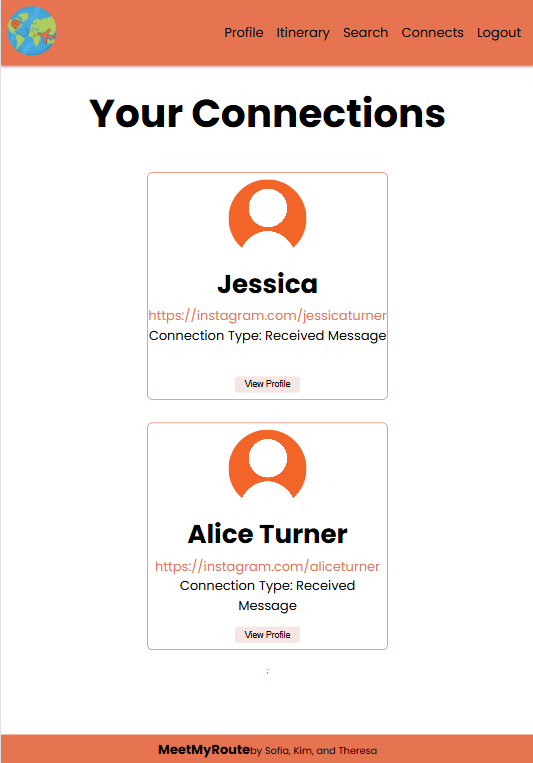 Profile Itinerary Search Connects Logout
Your Connections
Jessica
https://instagram.com/jessicaturner
Connection Type: Received Message
View Profile
Alice Turner
https://instagram.com/aliceturner
Connection Type: Received
Message
View Profile
;
MeetMyRoute by Sofia, Kim, and Theresa